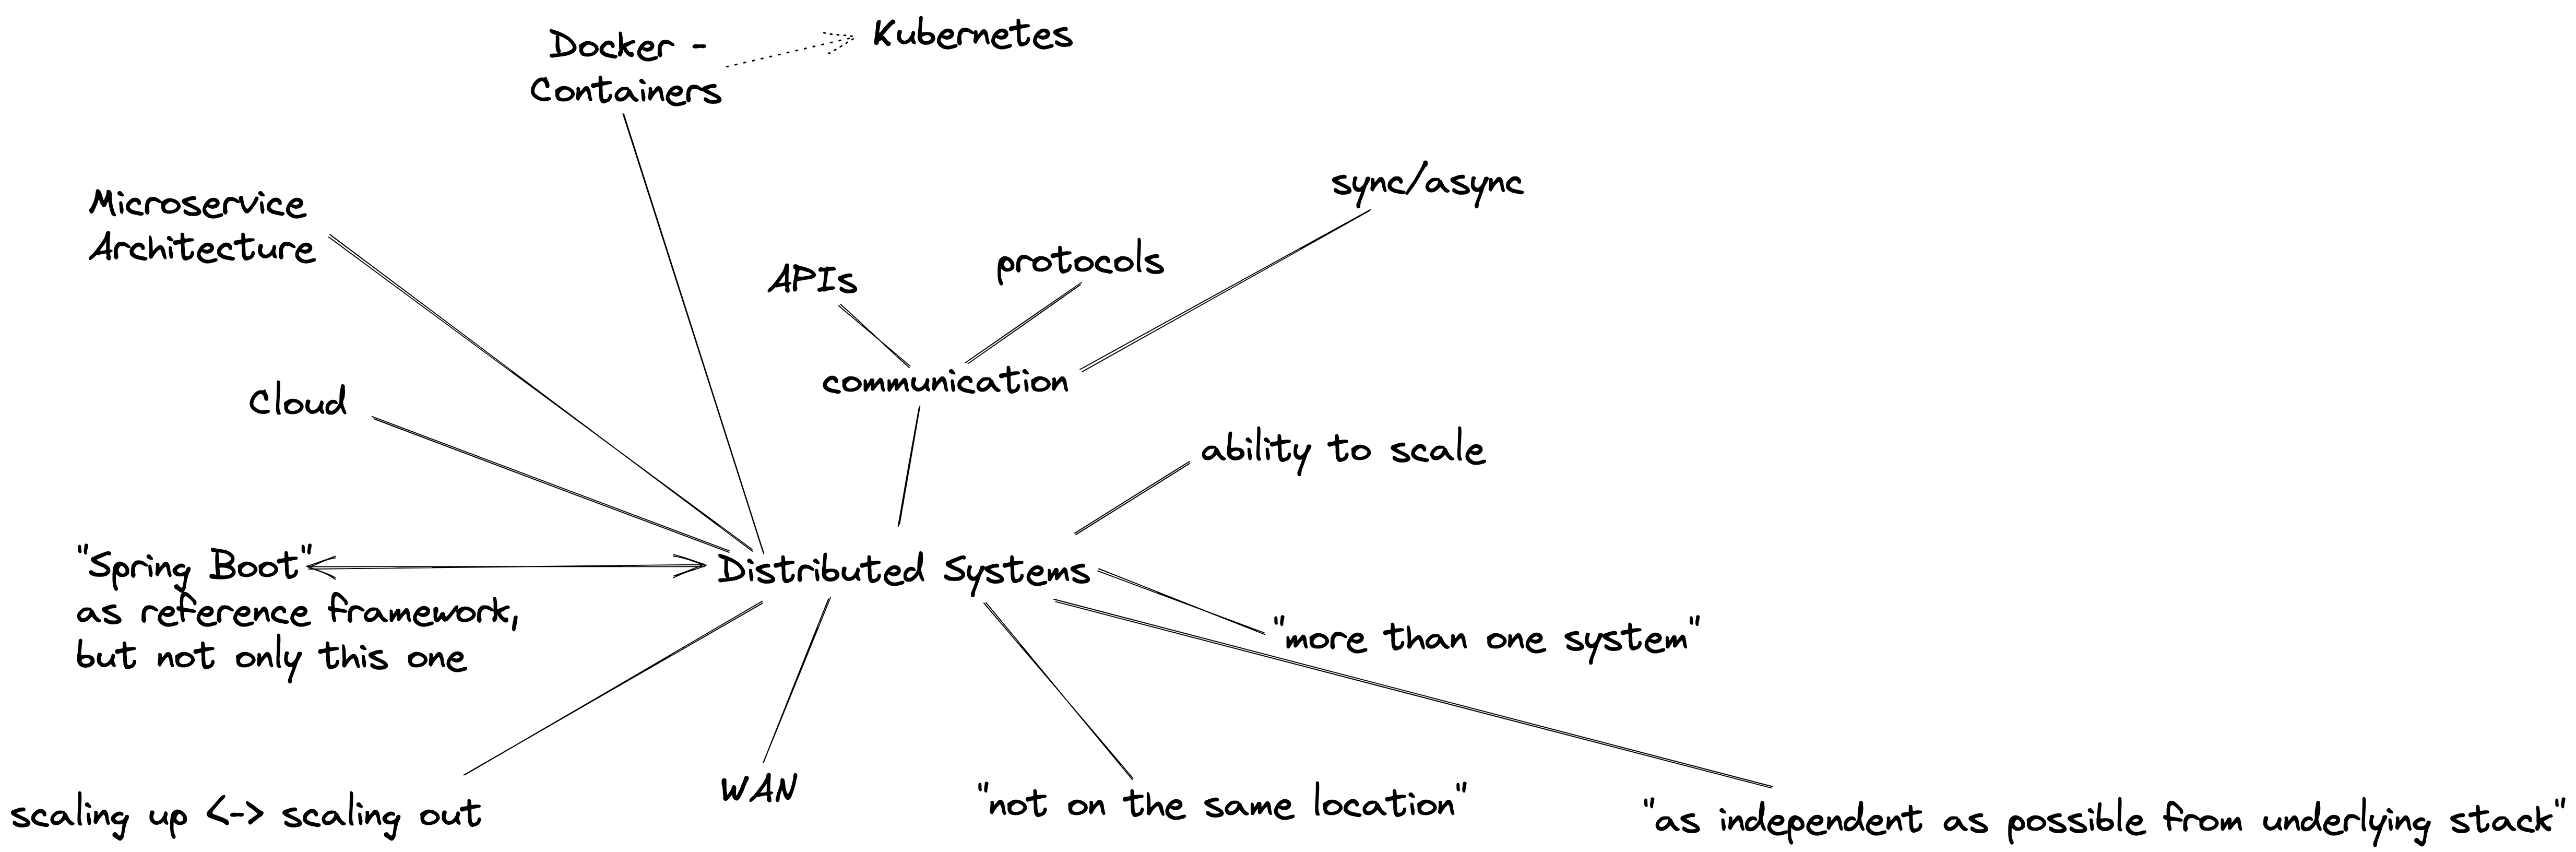 Docker -
Containers
Kubernetes
Microservice
Architecture
sync/async
APIs
protocols
communication
Cloud
ability to scale
"Spring Boot"
as reference framework,
but not only this one
Distributed Systems
"more than one system"
scaling up <-> scaling out
WAN
"not on the same location"
"as independent as possible from underlying stack"